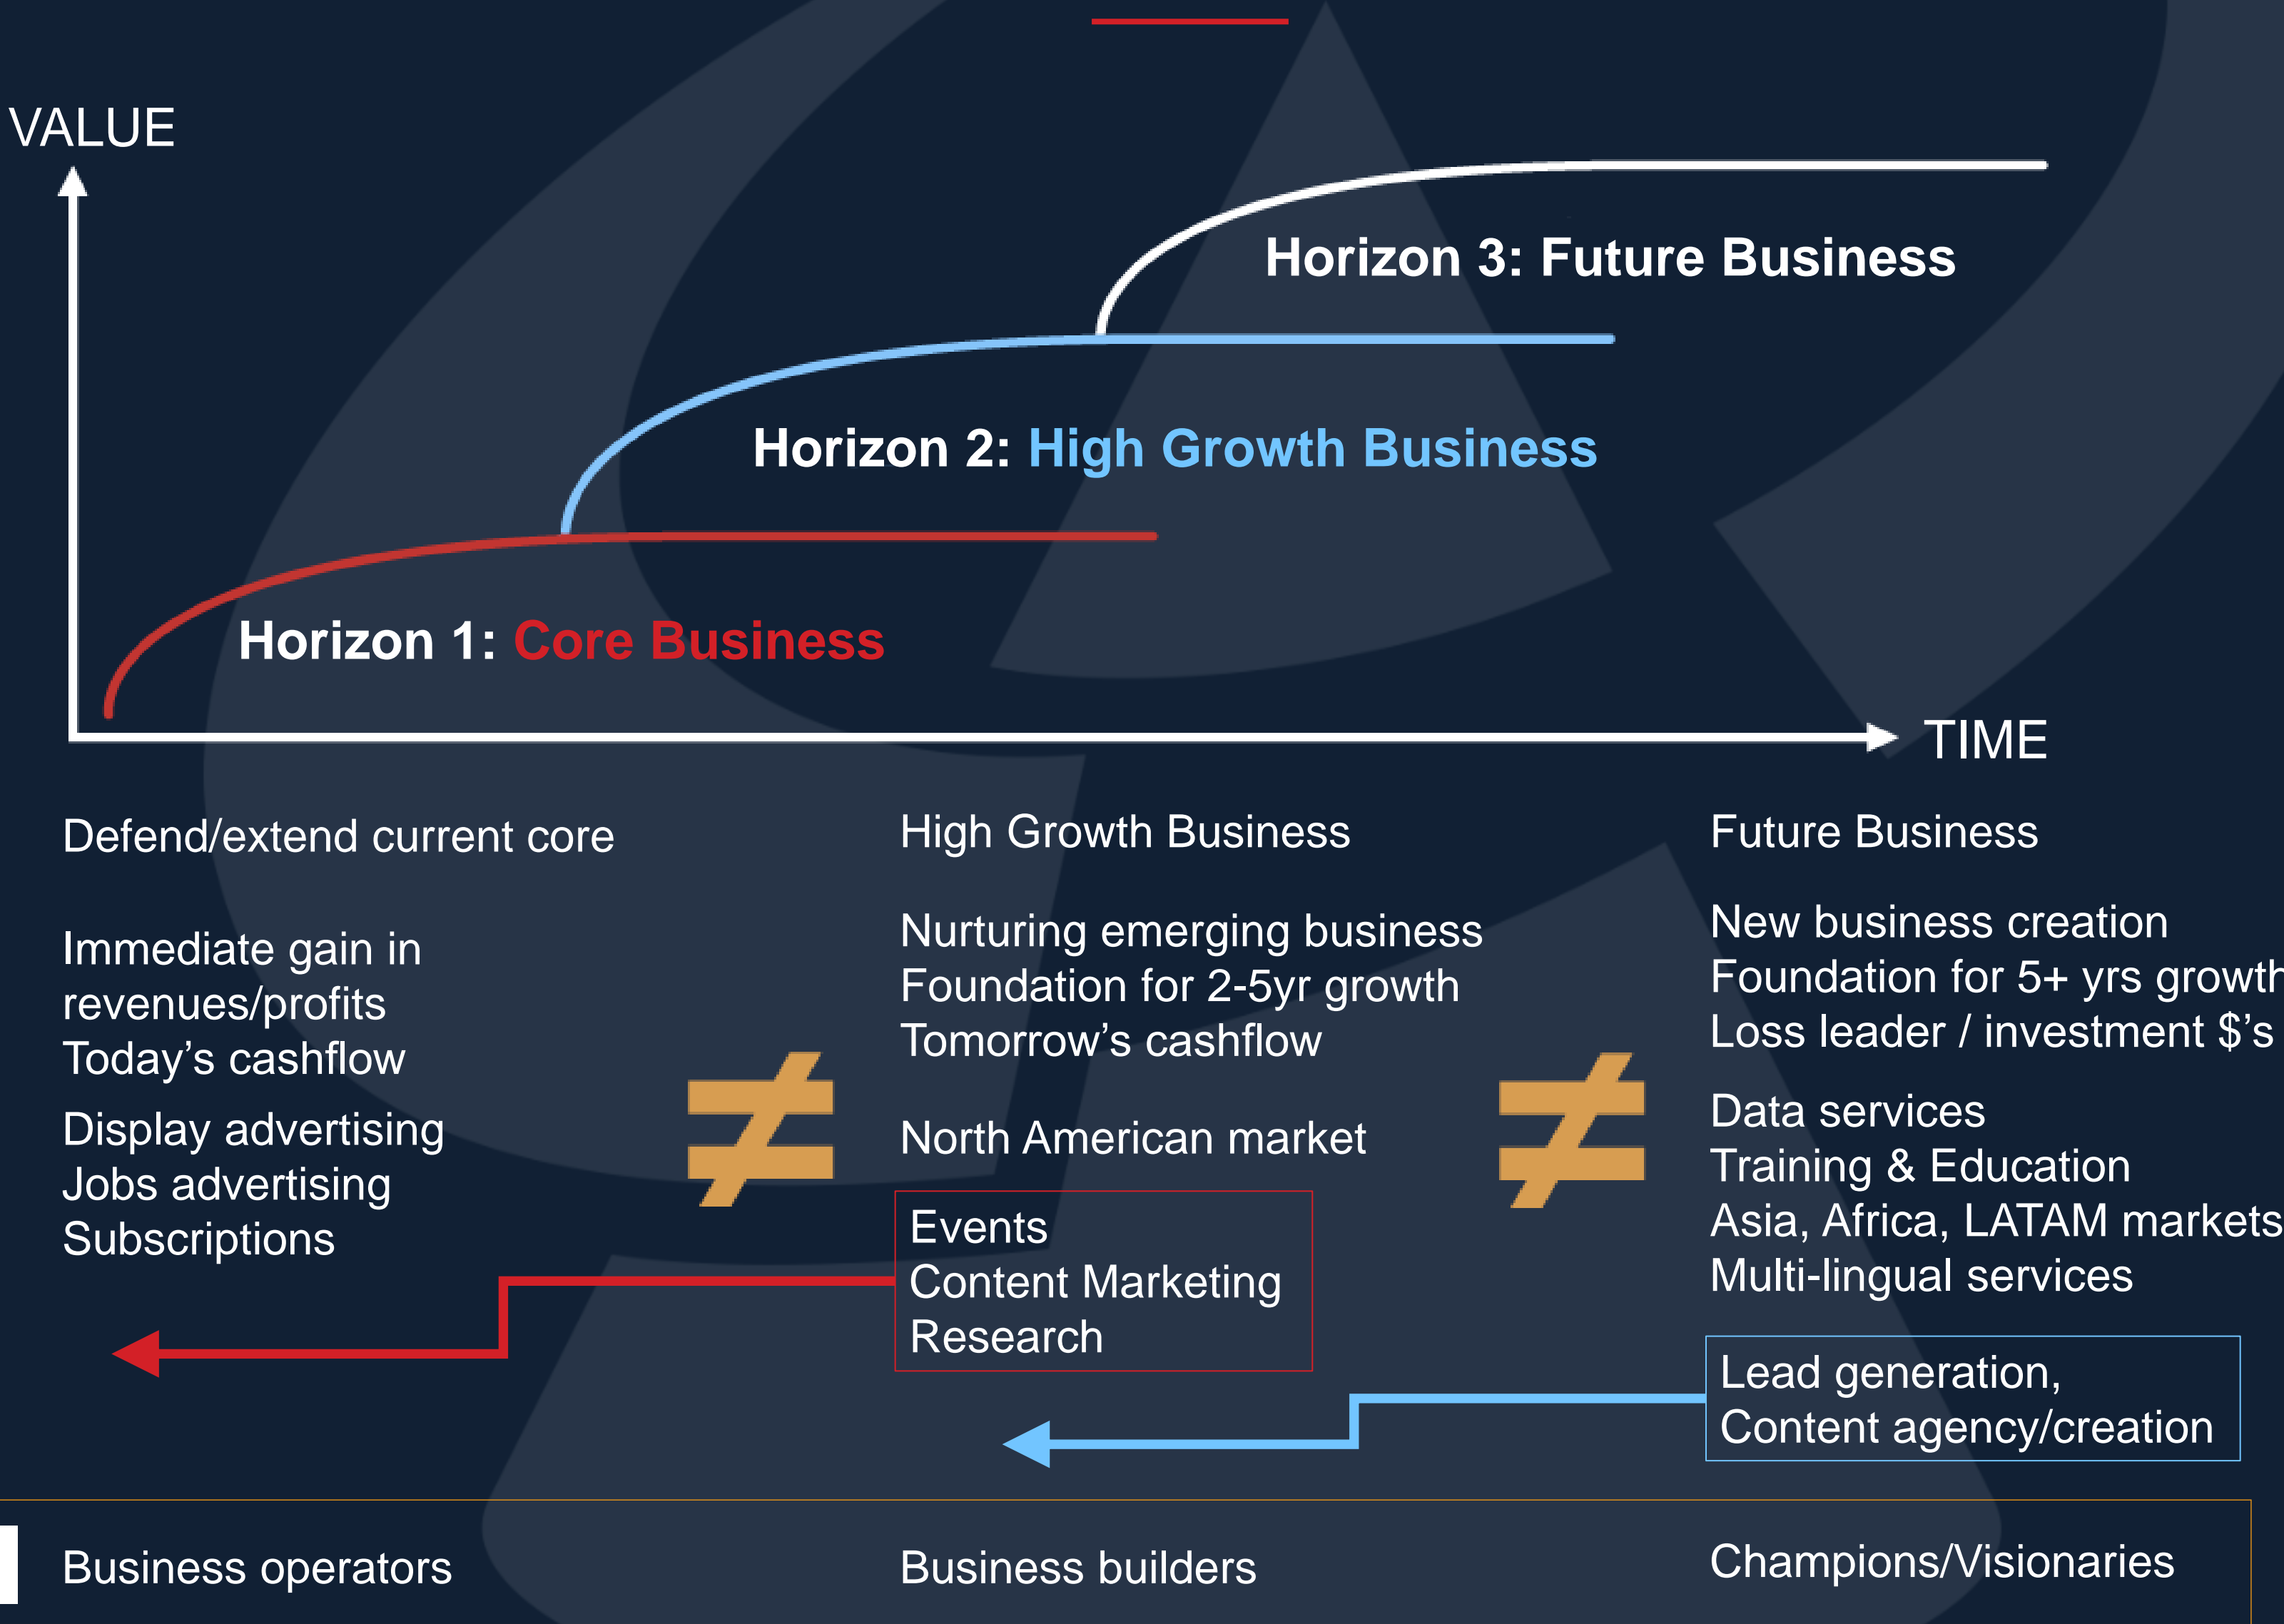 VALUE
Horizon 3: Future Business
Horizon 2: High Growth Business
Horizon 1: Core Business
TIME
Defend/extend current core
Immediate gain in
revenues/profits
Today’s cashflow
Display advertising
Jobs advertising
Subscriptions
≠
High Growth Business
Nurturing emerging business
Foundation for 2-5yr growth
Tomorrow’s cashflow
North American market
Events
Content Marketing
Research
≠
Future Business
New business creation
Foundation for 5+ yrs growth
Loss leader / investment $’s
Data services
Training & Education
Asia, Africa, LATAM markets
Multi-lingual services
Lead generation,
Content agency/creation
Business operators
Business builders
Champions/Visionaries